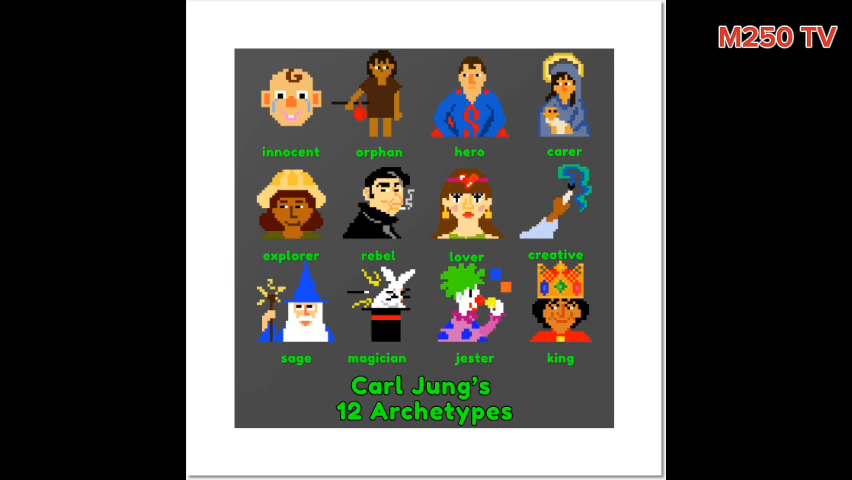 M250 TV
innocent orphan hero carer
explorer rebel lover creative
sage magician jester king
Carl Jung's
12 Archetypes